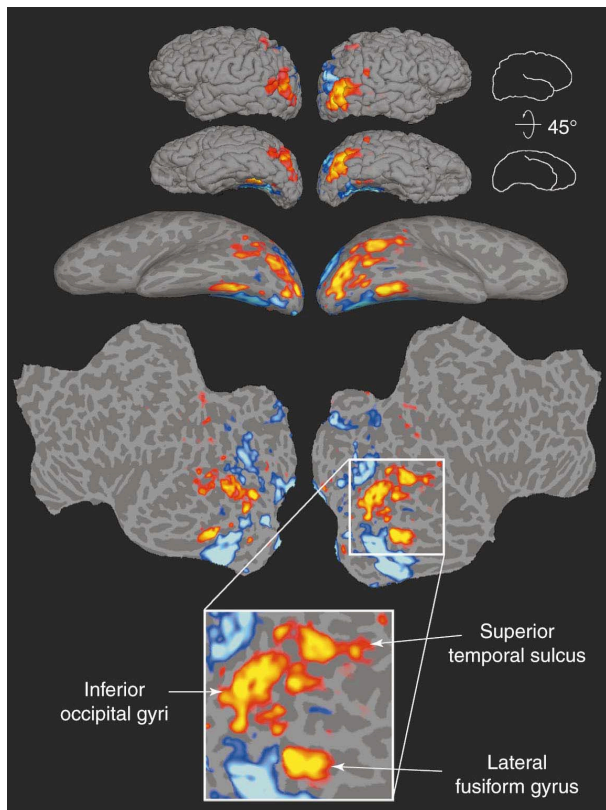 45°
Superior
temporal sulcus
Inferior
occipital gyri
Lateral
fusiform gyrus